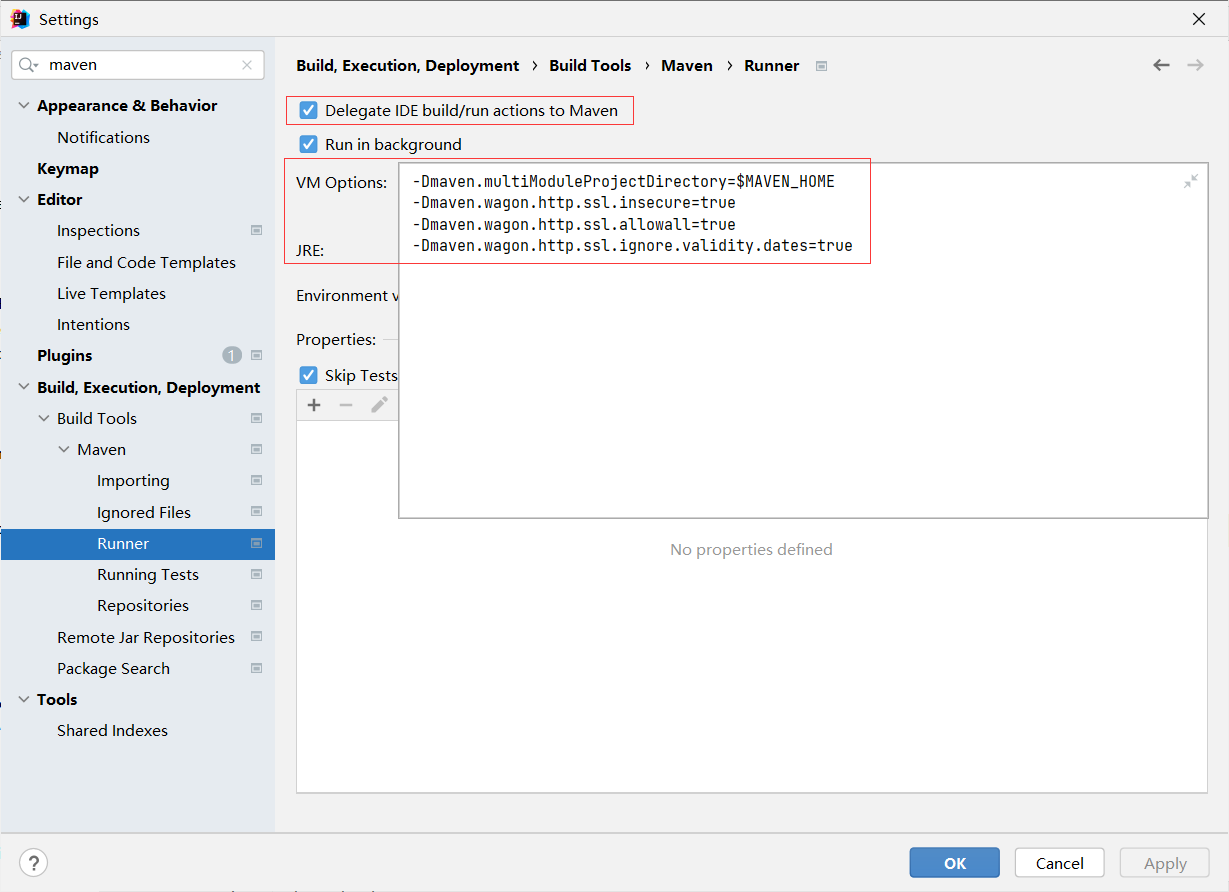 Settings
maven
Appearance & Behavior
Notifications
Keymap
Editor
Inspections
File and Code Templates
Live Templates
Intentions
Plugins 1
Build, Execution, Deployment
Build Tools
Maven
Importing
Ignored Files
Runner
Running Tests
Repositories
Remote Jar Repositories
Package Search
Tools
Shared Indexes
Build, Execution, Deployment › Build Tools › Maven › Runner
Delegate IDE build/run actions to Maven
Run in background
VM Options:
-Dmaven.multiModuleProjectDirectory=$MAVEN_HOME
-Dmaven.wagon.http.ssl.insecure=true
-Dmaven.wagon.http.ssl.allowall=true
-Dmaven.wagon.http.ssl.ignore.validity.dates=true
JRE:
Environment v
Properties:
Skip Tests
No properties defined
?
OK
Cancel
Apply